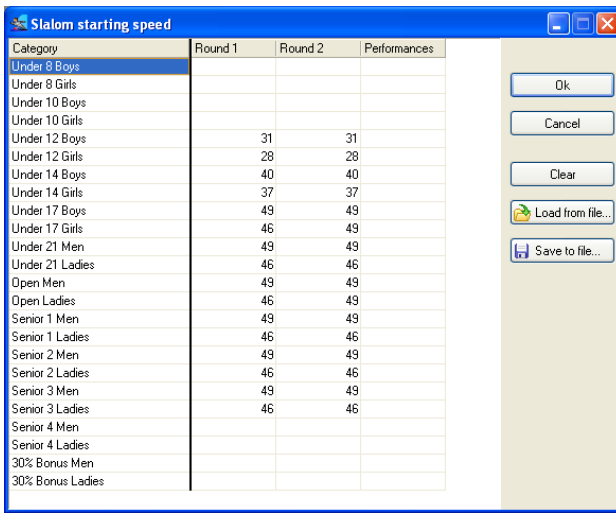 Slalom starting speed
Category Round 1 Round 2 Performances
Under 8 Boys
Under 8 Girls
Under 10 Boys
Under 10 Girls
Under 12 Boys 31 31
Under 12 Girls 28 28
Under 14 Boys 40 40
Under 14 Girls 37 37
Under 17 Boys 49 49
Under 17 Girls 46 49
Under 21 Men 49 49
Under 21 Ladies 46 46
Open Men 49 49
Open Ladies 46 49
Senior 1 Men 49 49
Senior 1 Ladies 46 46
Senior 2 Men 49 49
Senior 2 Ladies 46 46
Senior 3 Men 49 49
Senior 3 Ladies 46 46
Senior 4 Men
Senior 4 Ladies
30% Bonus Men
30% Bonus Ladies
Ok
Cancel
Clear
Load from file...
Save to file...